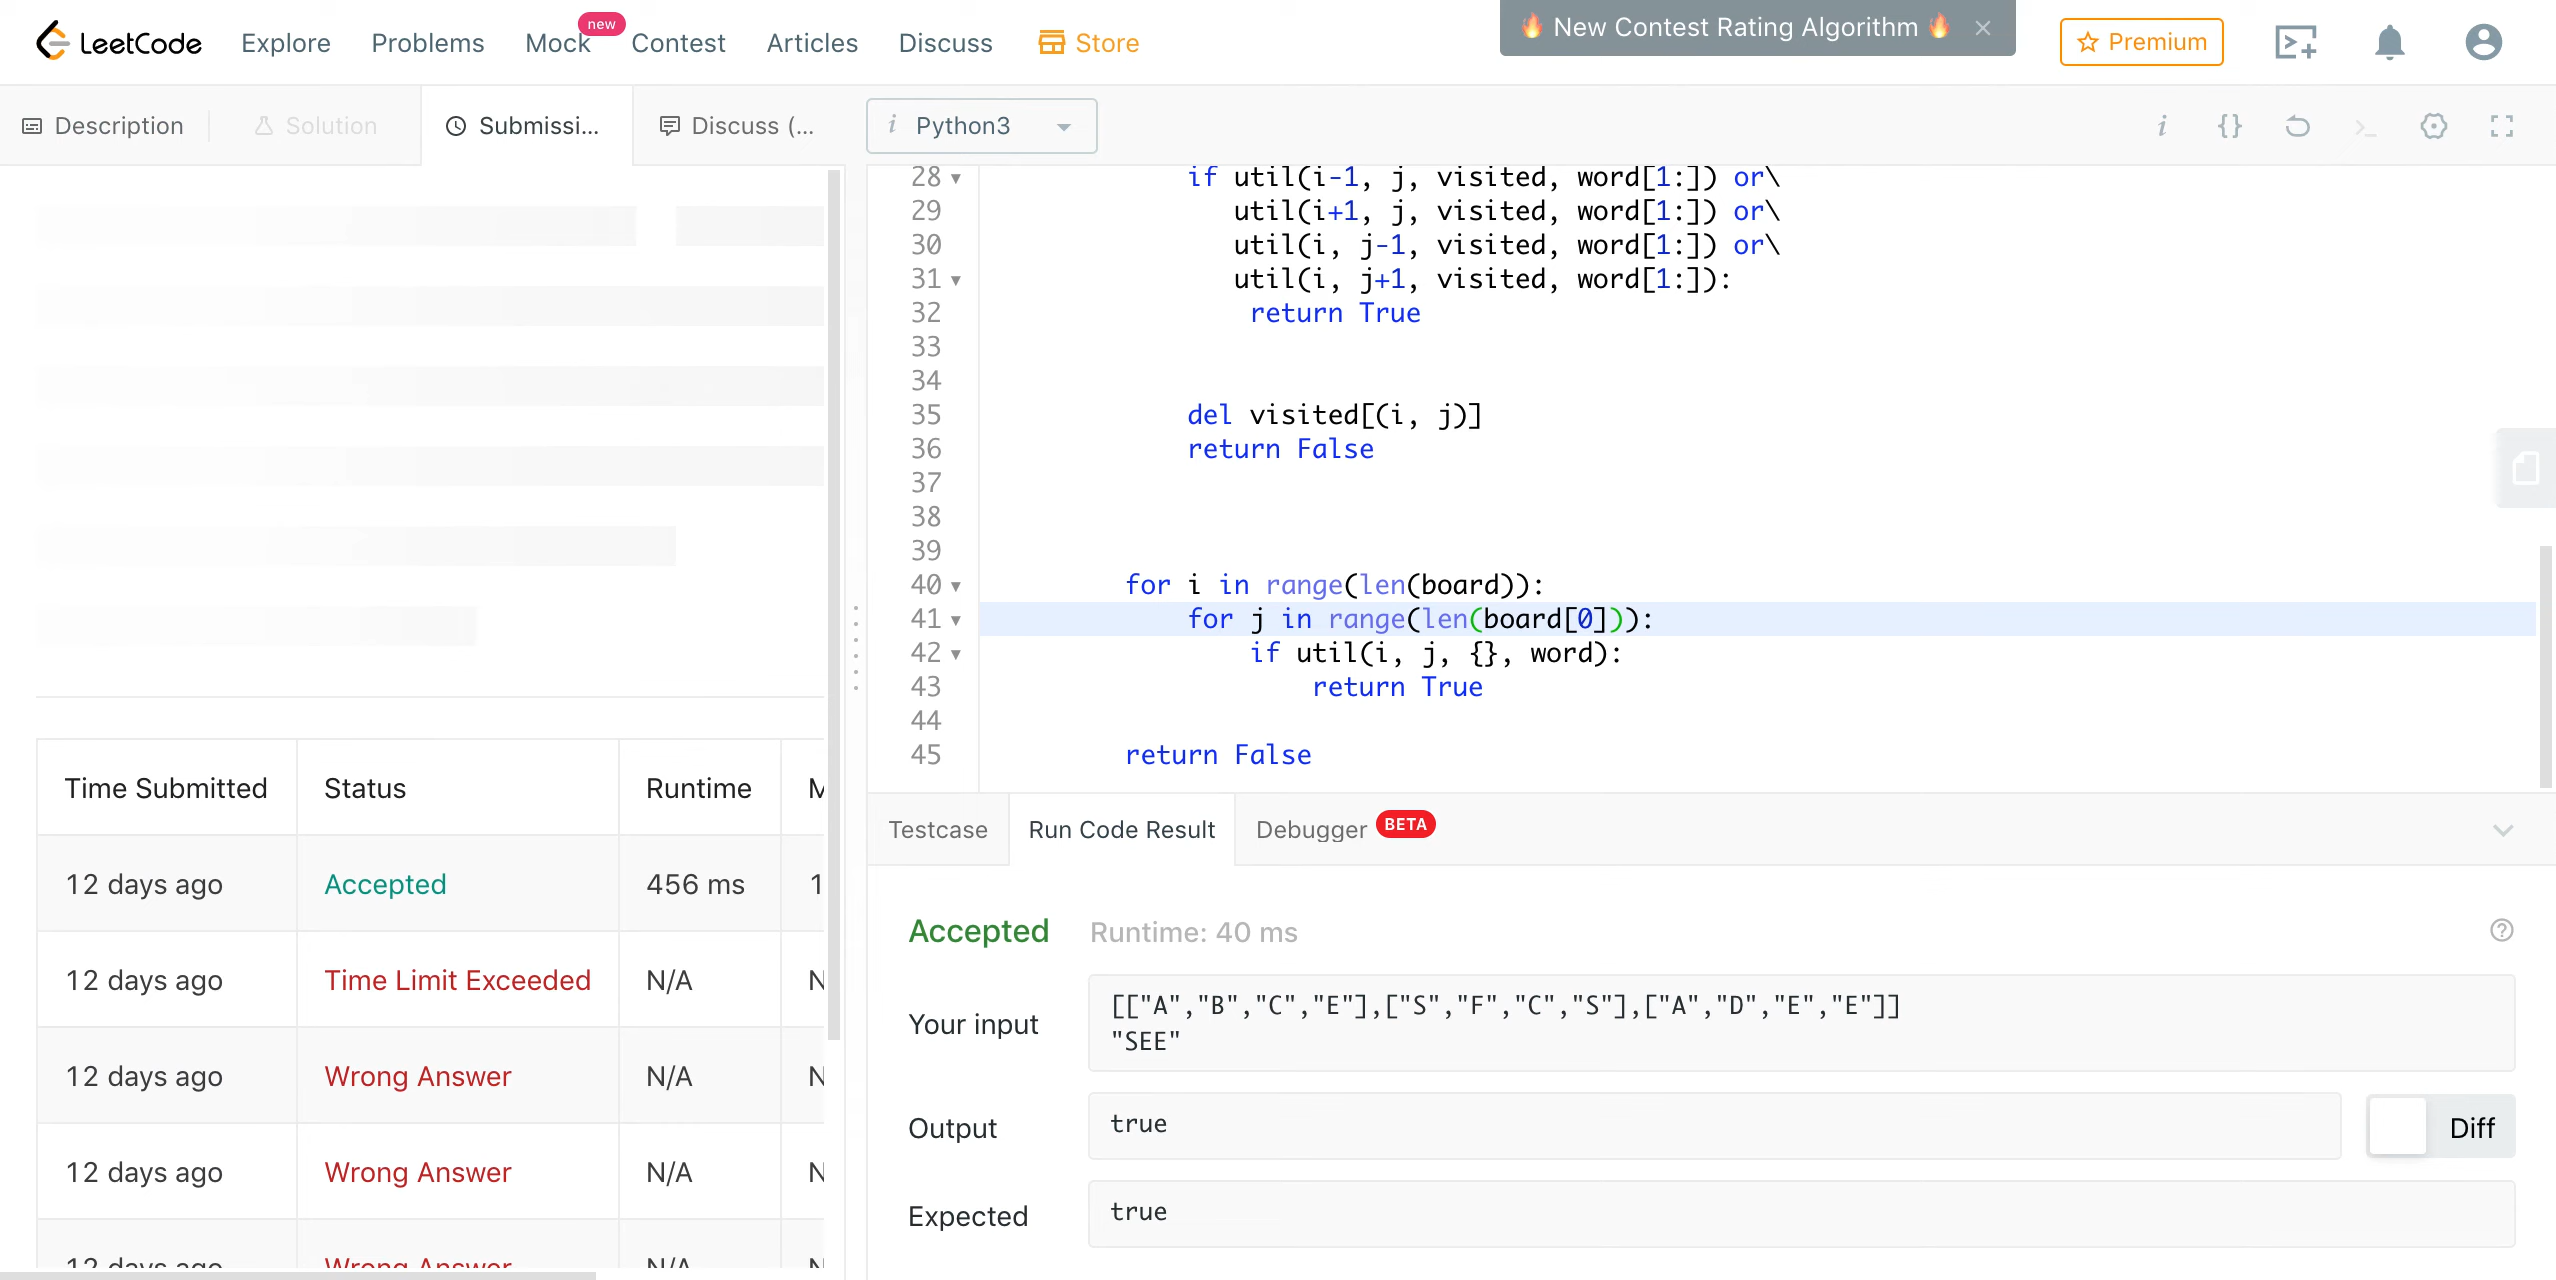 LeetCode
Explore
Problems
Mock
new
Contest
Articles
Discuss
Store
🔥 New Contest Rating Algorithm 🔥 ×
Premium
Description
Solution
Submissi...
Discuss (...
i Python3
i {} >_
28 if util(i-1, j, visited, word[1:]) or\
29 util(i+1, j, visited, word[1:]) or\
30 util(i, j-1, visited, word[1:]) or\
31 util(i, j+1, visited, word[1:]):
32 return True
33
34
35 del visited[(i, j)]
36 return False
37
38
39
40 for i in range(len(board)):
41 for j in range(len(board[0])):
42 if util(i, j, {}, word):
43 return True
44
45 return False
Time Submitted Status Runtime M
12 days ago Accepted 456 ms 1
12 days ago Time Limit Exceeded N/A N
12 days ago Wrong Answer N/A N
12 days ago Wrong Answer N/A N
12 days ago Wrong Answer N/A N
Testcase
Run Code Result
Debugger BETA
Accepted Runtime: 40 ms
Your input
[["A","B","C","E"],["S","F","C","S"],["A","D","E","E"]]
"SEE"
Output
true
Diff
Expected
true